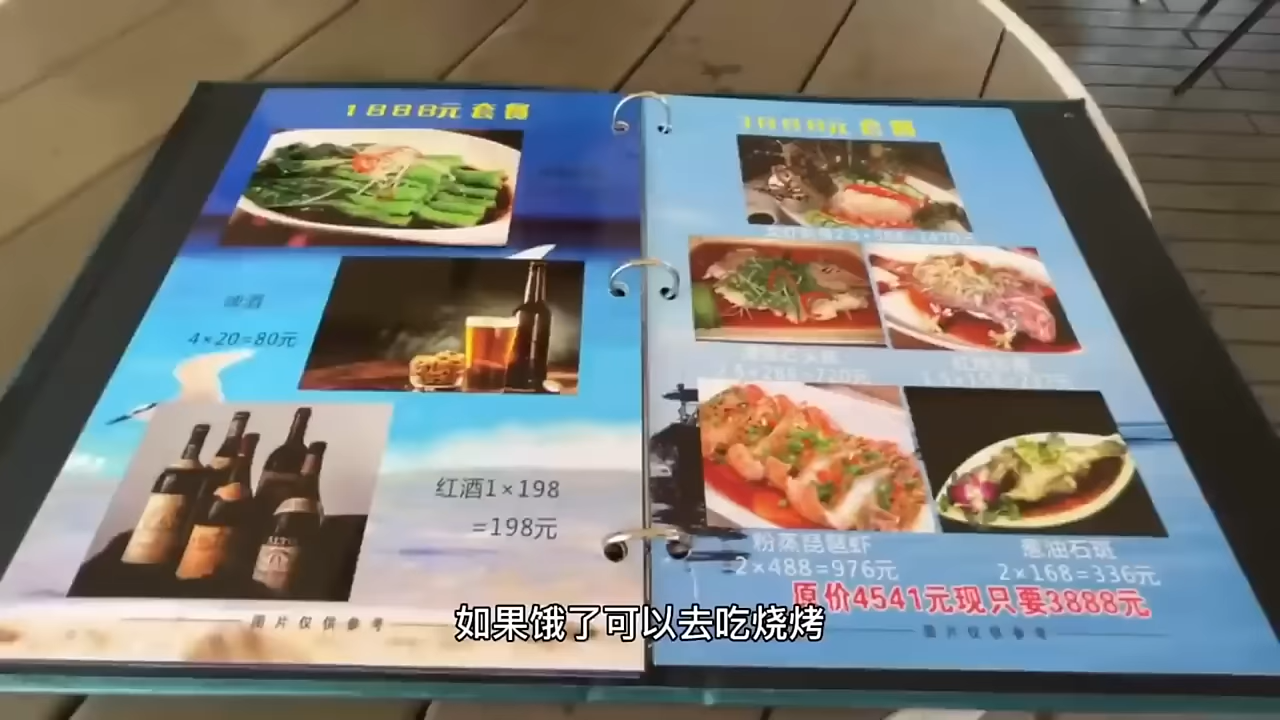 1888元 套餐
啤酒
4×20=80元
红酒1×198
=198元
图片仅供参考
粉蒸琵琶虾
2×488=976元
葱油石斑
2×168=336元
原价4541元现只要3888元
图片仅供参考
如果饿了可以去吃烧烤